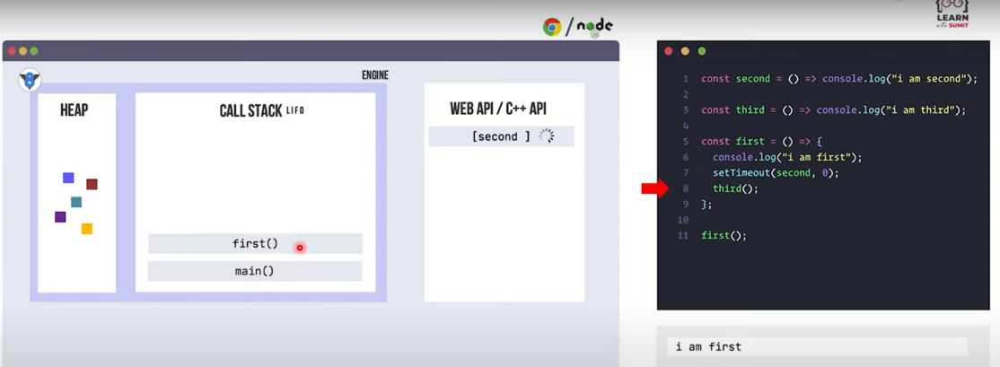 / node
JS
LEARN
with SUMIT
ENGINE
HEAP
CALL STACK LIFO
first()
main()
WEB API / C++ API
[second ]
1 const second = () => console.log("i am second");
2
3 const third = () => console.log("i am third");
4
5 const first = () => {
6 console.log("i am first");
7 setTimeout(second, 0);
8 third();
9 };
10
11 first();
i am first